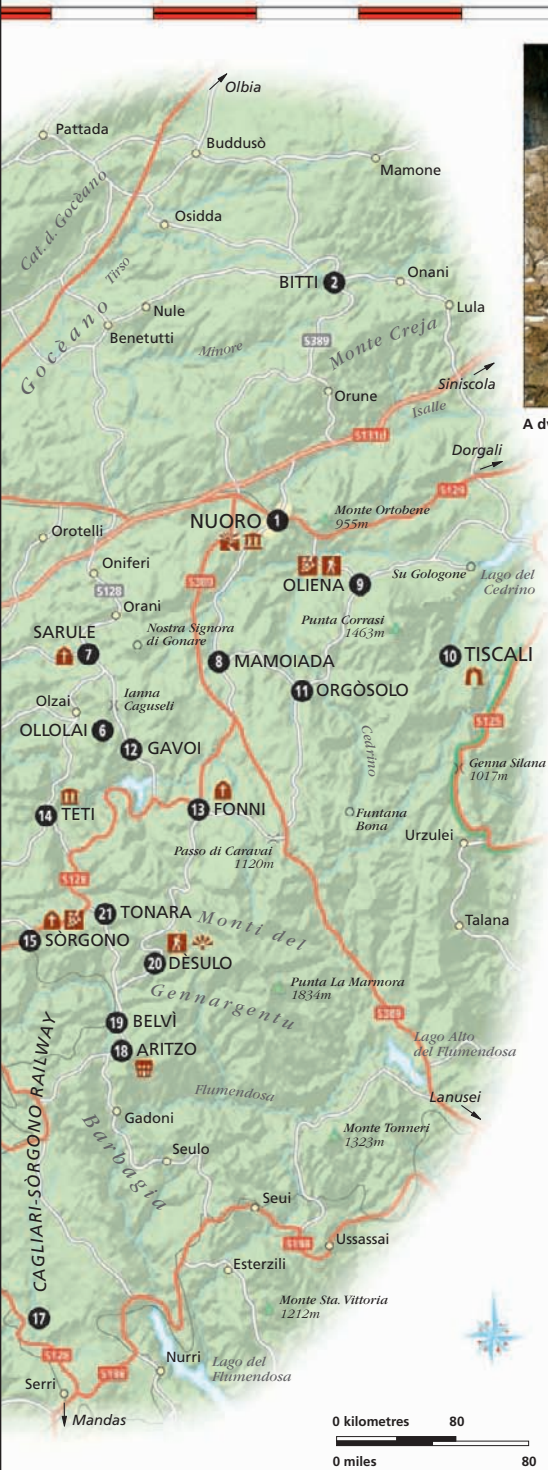 Olbia
Pattada
Buddusò
Mamone
Cat. d. Gocèano
Osidda
Tirso
BITTI 2
Onani
Nule
Lula
Gocèano
Benetutti
Minore
S389
Monte Creja
Siniscola
Orune
Isalle
S131d
A dv
Dorgali
S129
NUORO 1
Monte Ortobene
955m
Orotelli
Oniferi
S389
OLIENA 9
Su Gologone
Lago del
Cedrino
S128
Orani
Punta Corrasi
1463m
SARULE
7
Nostra Signora
di Gonare
8 MAMOIADA
10 TISCALI
11 ORGÒSOLO
Olzai
Ianna
Caguseli
OLLOLAI 6
S125
12 GAVOI
Cedrino
Genna Silana
1017m
14 TETI
13 FONNI
Funtana
Bona
Urzulei
Passo di Caravai
1120m
S128
21 TONARA
Talana
15 SÒRGONO
Monti del
Gennargentu
20 DÈSULO
Punta La Marmora
1834m
S389
19 BELVÌ
18 ARITZO
Lago Alto
del Flumendosa
CAGLIARI-SÒRGONO RAILWAY
Flumendosa
Lanusei
Gadoni
Monte Tonneri
1323m
Barbagia
Seulo
Seui
S198
Ussassai
Esterzili
Monte Sta. Vittoria
1212m
17
S128
S198
Nurri
Lago del
Flumendosa
Serri
Mandas
0 kilometres 80
0 miles 80